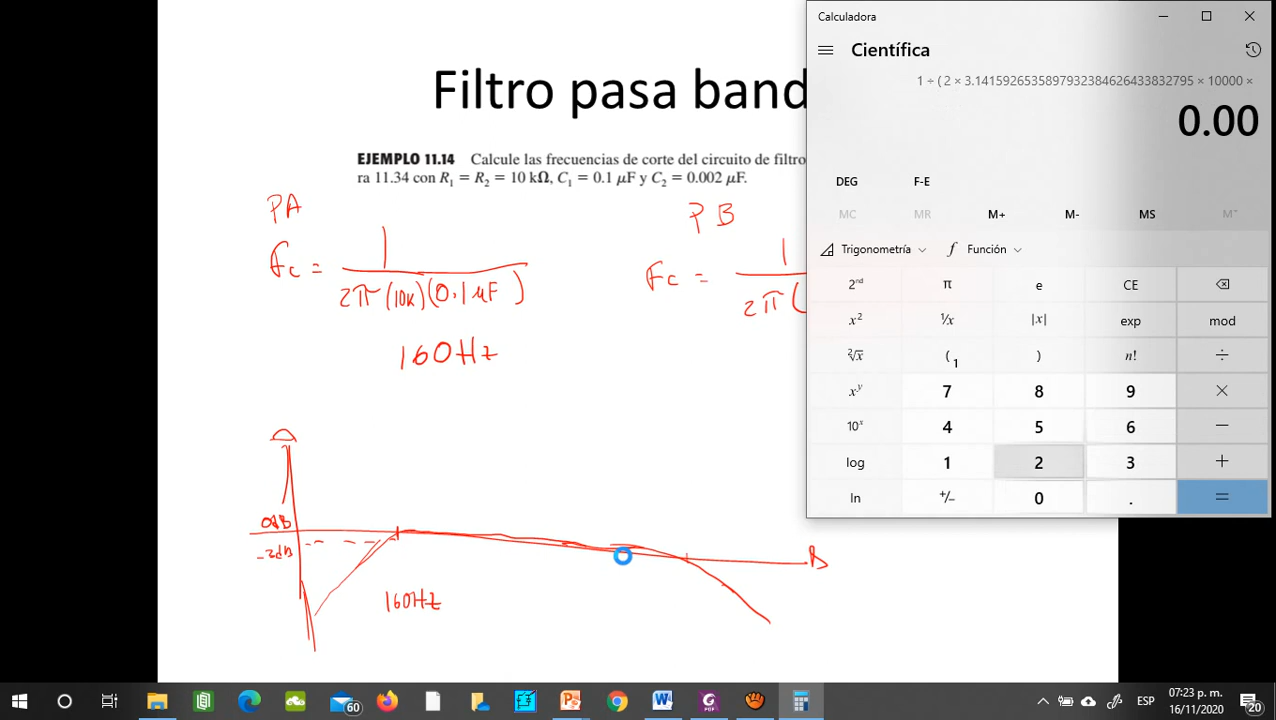 Filtro pasa band
EJEMPLO 11.14 Calcule las frecuencias de corte del circuito de filtro
ra 11.34 con R₁ = R₂ = 10 kΩ, C₁ = 0.1 μF y C₂ = 0.002 μF.
PA
Fc = 1
2π(10K)(0.1μF)
160Hz
PB
Fc = 1
2π(
0dB
-3dB
160Hz
B
Calculadora
Científica
1 ÷ ( 2 × 3.1415926535897932384626433832795 × 10000 ×
0.00
DEG F-E
MC MR M+ M- MS M˅
Trigonometría Función
2ⁿᵈ π e CE
x² ¹/x |x| exp mod
²√x (₁ ) n! ÷
xʸ 7 8 9 ×
10ˣ 4 5 6 −
log 1 2 3 +
ln +/− 0 . =
60
ESP
07:23 p. m.
16/11/2020
20